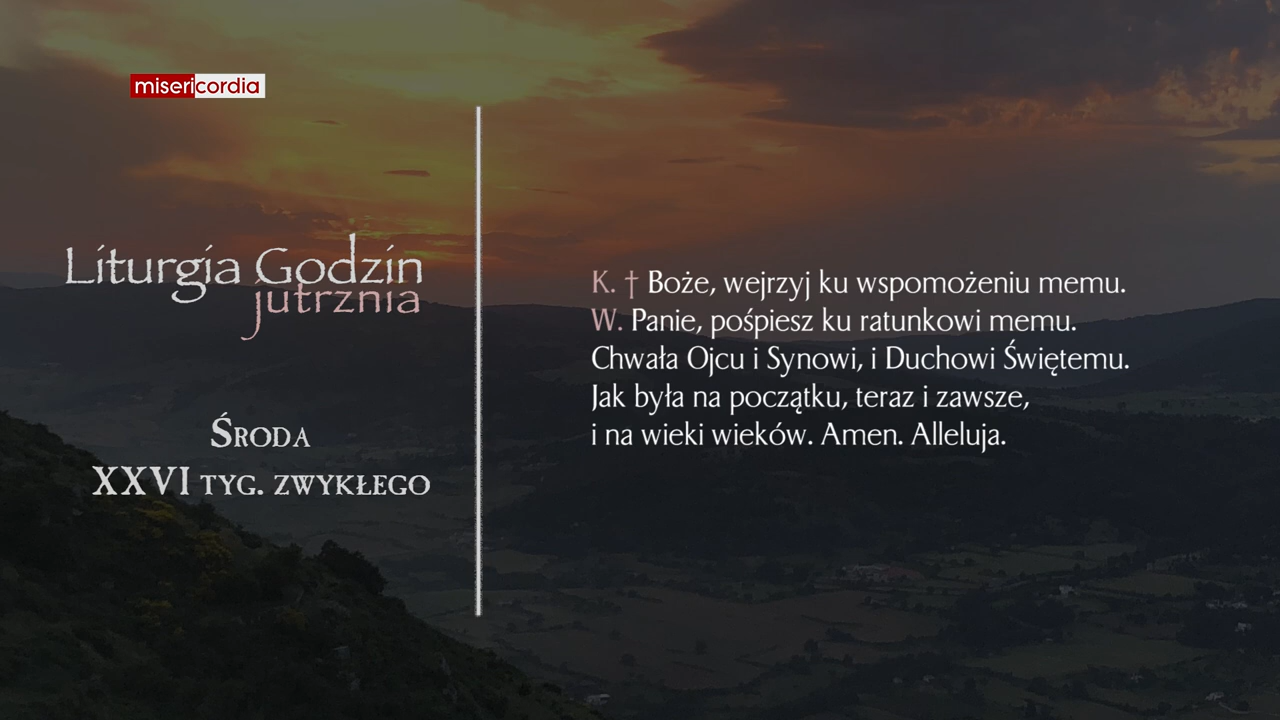 misericordia
Liturgia Godzin
jutrznia
Środa
XXVI tyg. zwykłego
K. † Boże, wejrzyj ku wspomożeniu memu.
W. Panie, pośpiesz ku ratunkowi memu.
Chwała Ojcu i Synowi, i Duchowi Świętemu.
Jak była na początku, teraz i zawsze,
i na wieki wieków. Amen. Alleluja.